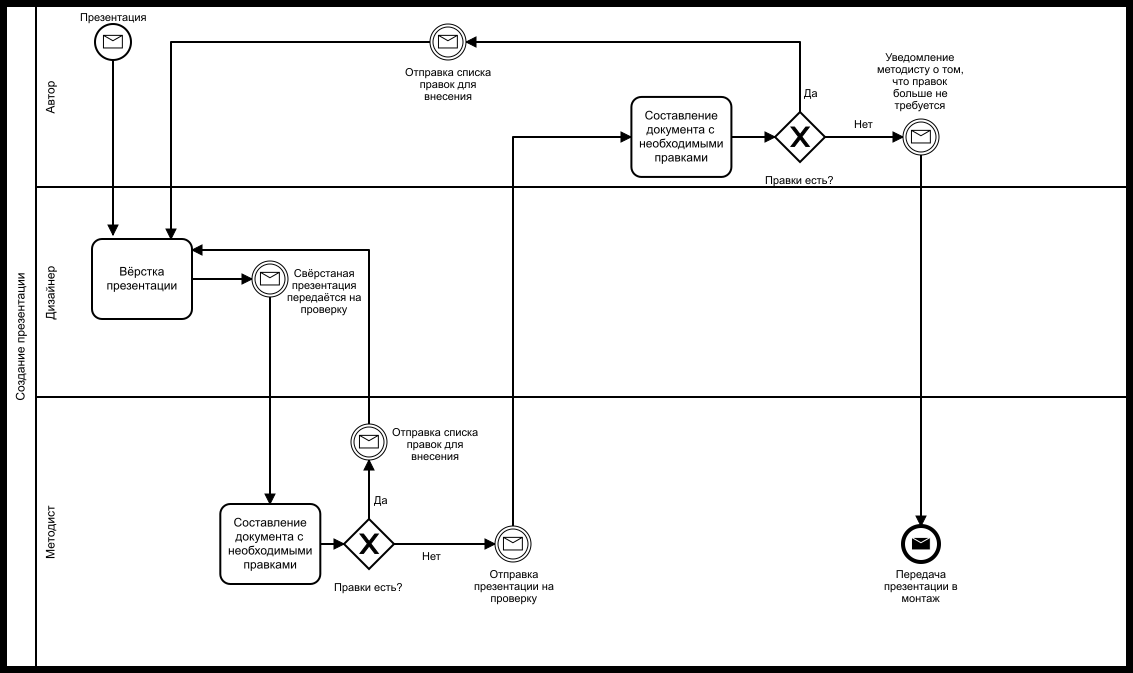 Создание презентации
Автор
Презентация
Отправка списка
правок для
внесения
Составление
документа с
необходимыми
правками
Да
Нет
Правки есть?
Уведомление
методисту о том,
что правок
больше не
требуется
Дизайнер
Вёрстка
презентации
Свёрстаная
презентация
передаётся на
проверку
Методист
Отправка списка
правок для
внесения
Составление
документа с
необходимыми
правками
Да
Нет
Правки есть?
Отправка
презентации на
проверку
Передача
презентации в
монтаж